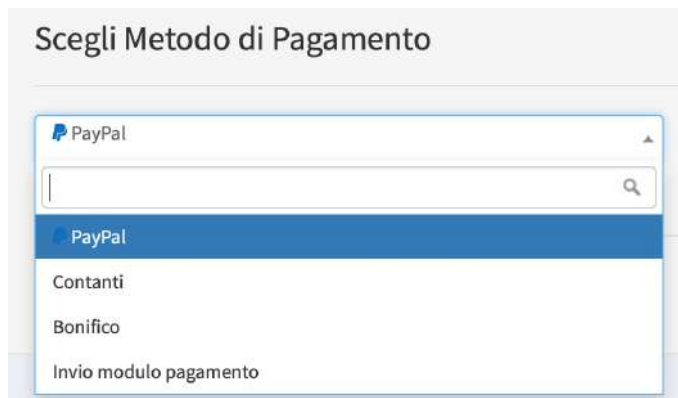 Scegli Metodo di Pagamento
PayPal
PayPal
Contanti
Bonifico
Invio modulo pagamento